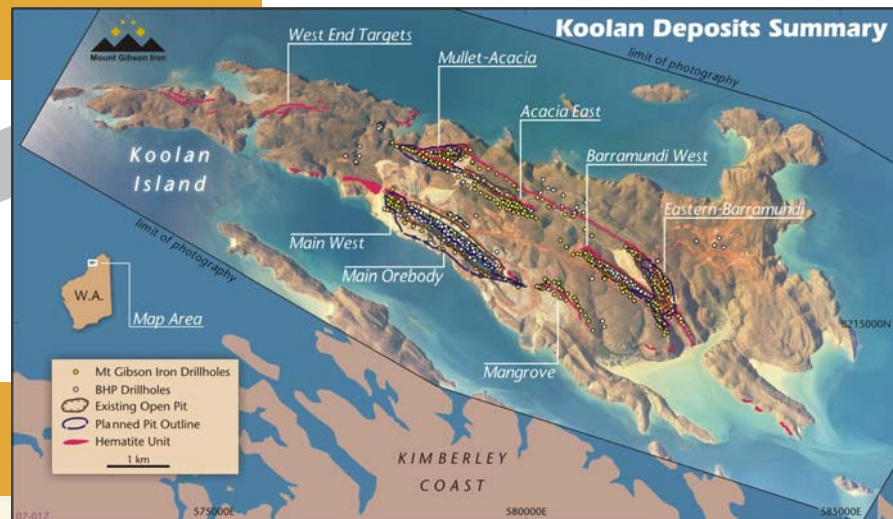 Koolan Deposits Summary
Mount Gibson Iron
limit of photography
West End Targets
Mullet-Acacia
Acacia East
Barramundi West
Eastern-Barramundi
Koolan
Island
limit of photography
Main West
Main Orebody
W.A.
Map Area
Mangrove
8215000N
Mt Gibson Iron Drillholes
BHP Drillholes
Existing Open Pit
Planned Pit Outline
Hematite Unit
1 km
KIMBERLEY
COAST
07-017
575000E
580000E
585000E